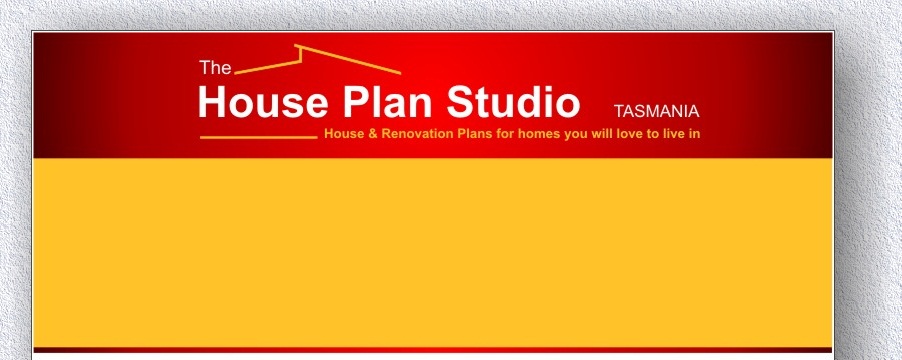 The
House Plan Studio TASMANIA
House & Renovation Plans for homes you will love to live in